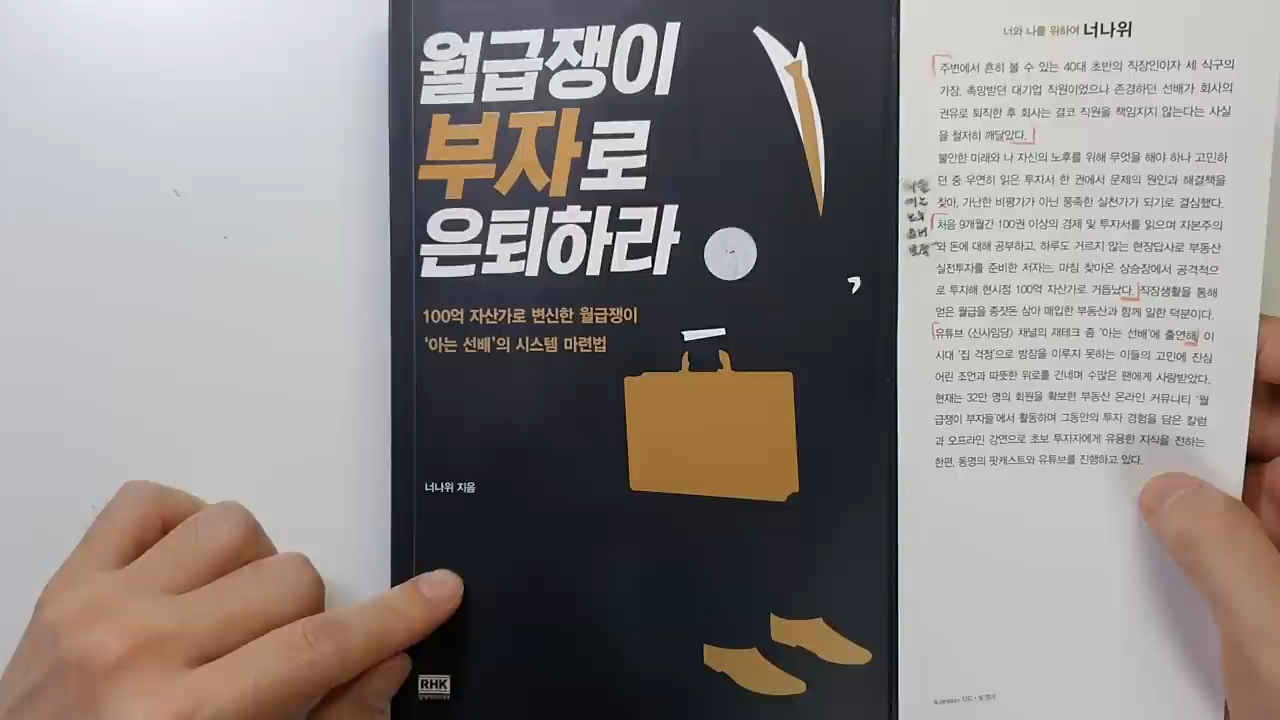 월급쟁이
부자로
은퇴하라
100억 자산가로 변신한 월급쟁이
‘아는 선배’의 시스템 마련법
너나위 지음
RHK
너와 나를 위하여 너나위
주변에서 흔히 볼 수 있는 40대 초반의 직장인이자 세 식구의
가장. 촉망받던 대기업 직원이었으나 존경하던 선배가 회사의
권유로 퇴직한 후 회사는 결코 직원을 책임지지 않는다는 사실
을 철저히 깨달았다.
불안한 미래와 나 자신의 노후를 위해 무엇을 해야 하나 고민하
던 중 우연히 읽은 투자서 한 권에서 문제의 원인과 해결책을
찾아, 가난한 비평가가 아닌 풍족한 실천가가 되기로 결심했다.
처음 9개월간 100권 이상의 경제 및 투자서를 읽으며 자본주의
와 돈에 대해 공부하고, 하루도 거르지 않는 현장답사로 부동산
실전투자를 준비한 저자는, 마침 찾아온 상승장에서 공격적으
로 투자해 현시점 100억 자산가로 거듭났다. 직장생활을 통해
얻은 월급을 종잣돈 삼아 매입한 부동산과 함께 일한 덕분이다.
유튜브 〈신사임당〉 채널의 재테크 줌 ‘아는 선배’에 출연해 이
시대 ‘집 걱정’으로 밤잠을 이루지 못하는 이들의 고민에 진심
어린 조언과 따뜻한 위로를 건네며 수많은 팬에게 사랑받았다.
현재는 32만 명의 회원을 확보한 부동산 온라인 커뮤니티 ‘월
급쟁이 부자들’에서 활동하며 그동안의 투자 경험을 담은 칼럼
과 오프라인 강연으로 초보 투자자에게 유용한 지식을 전하는
한편, 동명의 팟캐스트와 유튜브를 진행하고 있다.